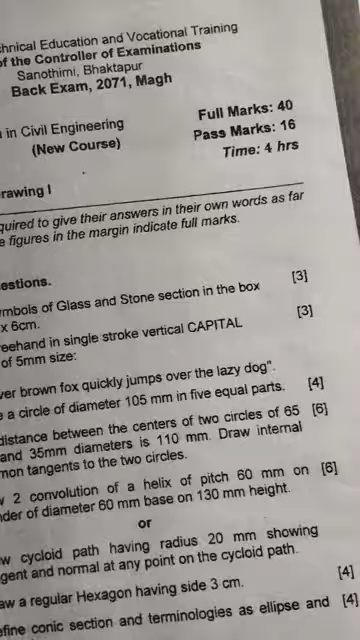 chnical Education and Vocational Training
of the Controller of Examinations
Sanothimi, Bhaktapur
Back Exam, 2071, Magh
in Civil Engineering
(New Course)
Full Marks: 40
Pass Marks: 16
Time: 4 hrs
rawing I
quired to give their answers in their own words as far
e figures in the margin indicate full marks.
estions.
mbols of Glass and Stone section in the box [3]
x 6cm.
reehand in single stroke vertical CAPITAL [3]
of 5mm size:
ver brown fox quickly jumps over the lazy dog".
e a circle of diameter 105 mm in five equal parts. [4]
distance between the centers of two circles of 65 [6]
and 35mm diameters is 110 mm. Draw internal
mon tangents to the two circles.
w 2 convolution of a helix of pitch 60 mm on [6]
nder of diameter 60 mm base on 130 mm height.
or
w cycloid path having radius 20 mm showing
gent and normal at any point on the cycloid path.
aw a regular Hexagon having side 3 cm. [4]
efine conic section and terminologies as ellipse and [4]